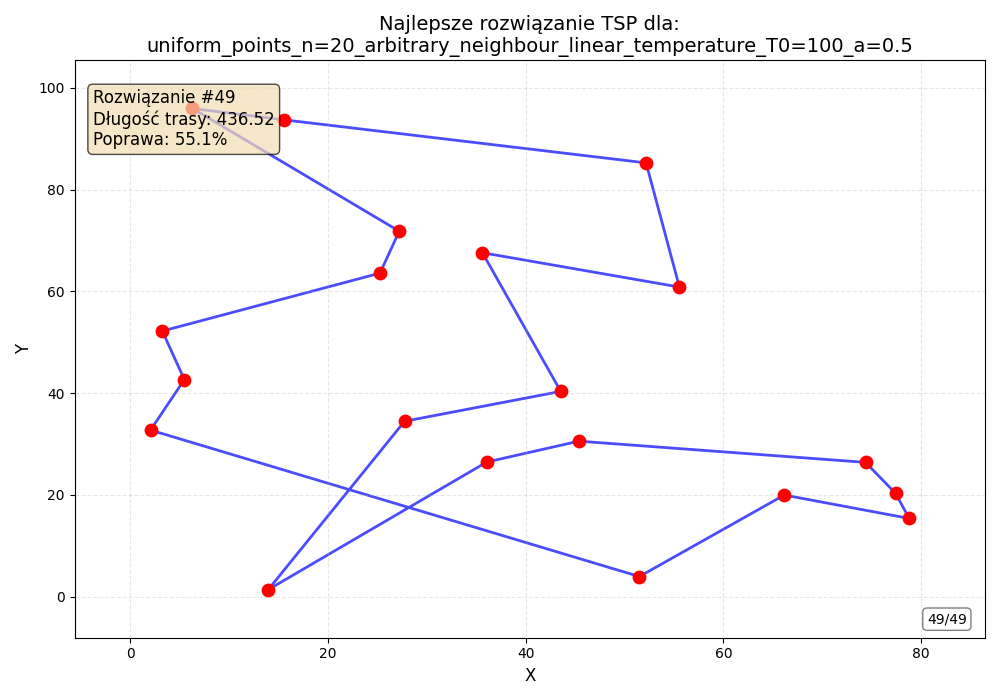 Najlepsze rozwiązanie TSP dla:
uniform_points_n=20_arbitrary_neighbour_linear_temperature_T0=100_a=0.5
Rozwiązanie #49
Długość trasy: 436.52
Poprawa: 55.1%
100
80
60
40
20
0
Y
49/49
0 20 40 60 80
X